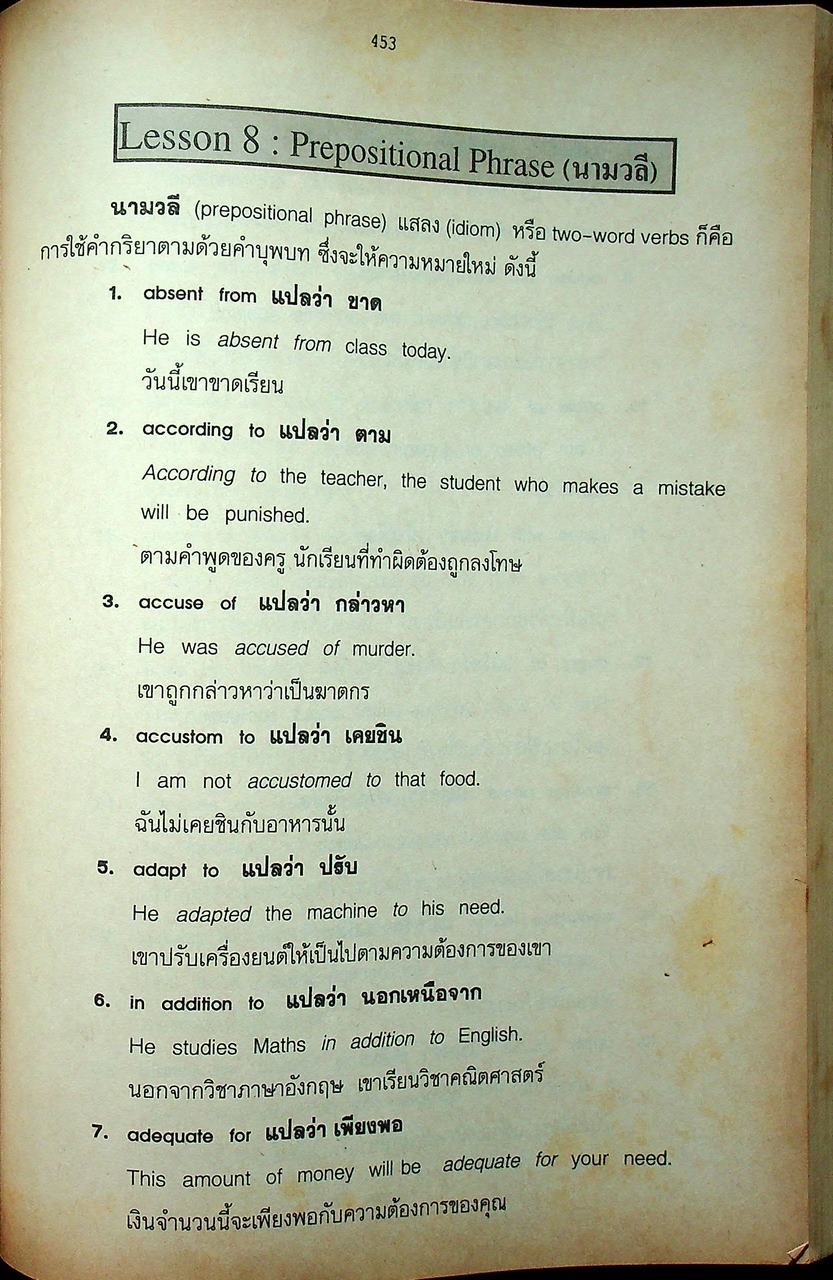 453
Lesson 8 : Prepositional Phrase (นามวลี)
นามวลี (prepositional phrase) แสลง (idiom) หรือ two-word verbs ก็คือ
การใช้คำกริยาตามด้วยคำบุพบท ซึ่งจะให้ความหมายใหม่ ดังนี้
1. absent from แปลว่า ขาด
He is absent from class today.
วันนี้เขาขาดเรียน
2. according to แปลว่า ตาม
According to the teacher, the student who makes a mistake
will be punished.
ตามคำพูดของครู นักเรียนที่ทำผิดต้องถูกลงโทษ
3. accuse of แปลว่า กล่าวหา
He was accused of murder.
เขาถูกกล่าวหาว่าเป็นฆาตกร
4. accustom to แปลว่า เคยชิน
I am not accustomed to that food.
ฉันไม่เคยชินกับอาหารนั้น
5. adapt to แปลว่า ปรับ
He adapted the machine to his need.
เขาปรับเครื่องยนต์ให้เป็นไปตามความต้องการของเขา
6. in addition to แปลว่า นอกเหนือจาก
He studies Maths in addition to English.
นอกจากวิชาภาษาอังกฤษ เขาเรียนวิชาคณิตศาสตร์
7. adequate for แปลว่า เพียงพอ
This amount of money will be adequate for your need.
เงินจำนวนนี้จะเพียงพอกับความต้องการของคุณ